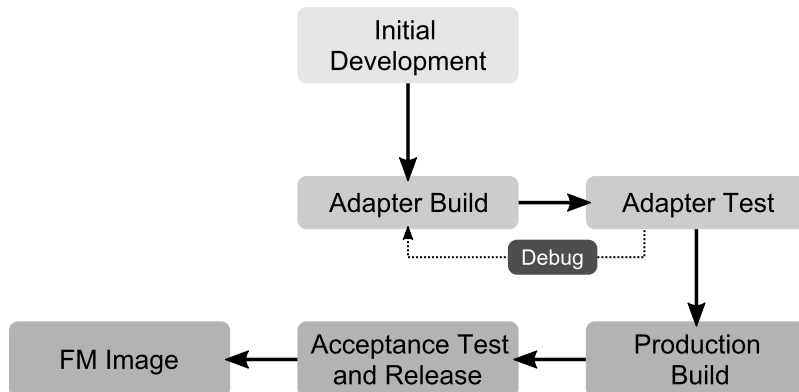 Initial
Development
Adapter Build
Adapter Test
Debug
FM Image
Acceptance Test
and Release
Production
Build